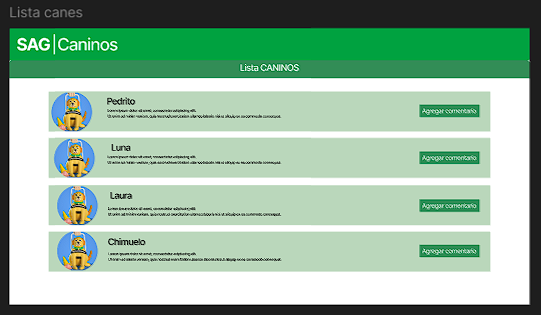 Lista canes
SAG|Caninos
Lista CANINOS
Pedrito
Lorem ipsum dolor sit amet, consectetur adipiscing elit.
Ut enim ad minim veniam, quis nostrud exercitation ullamco laboris nisi ut aliquip ex ea commodo consequat.
Agregar comentario
Luna
Lorem ipsum dolor sit amet, consectetur adipiscing elit.
Ut enim ad minim veniam, quis nostrud exercitation ullamco laboris nisi ut aliquip ex ea commodo consequat.
Agregar comentario
Laura
Lorem ipsum dolor sit amet, consectetur adipiscing elit.
Ut enim ad minim veniam, quis nostrud exercitation ullamco laboris nisi ut aliquip ex ea commodo consequat.
Agregar comentario
Chimuelo
Lorem ipsum dolor sit amet, consectetur adipiscing elit.
Ut enim ad minim veniam, quis nostrud exercitation ullamco laboris nisi ut aliquip ex ea commodo consequat.
Agregar comentario